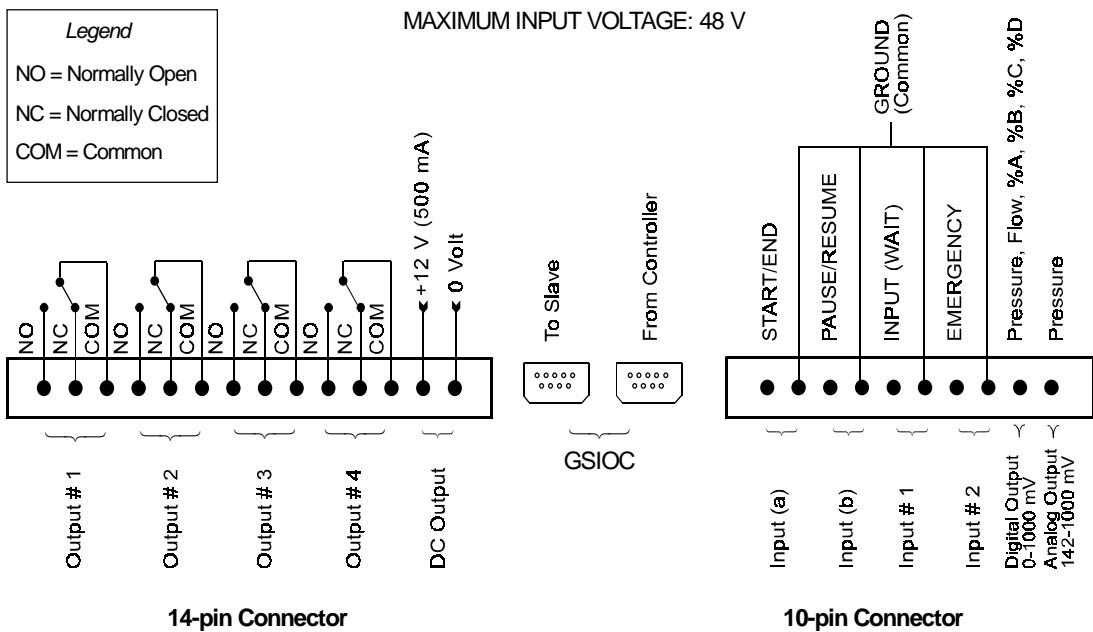 MAXIMUM INPUT VOLTAGE: 48 V
Legend
NO = Normally Open
NC = Normally Closed
COM = Common
NO
NC
COM
NO
NC
COM
NO
NC
COM
NO
NC
COM
+12 V (500 mA)
0 Volt
To Slave
From Controller
START/END
PAUSE/RESUME
INPUT (WAIT)
EMERGENCY
GROUND
(Common)
Pressure, Flow, %A, %B, %C, %D
Pressure
Output # 1
Output # 2
Output # 3
Output # 4
DC Output
GSIOC
Input (a)
Input (b)
Input # 1
Input # 2
Digital Output
0-1000 mV
Analog Output
142-1000 mV
14-pin Connector
10-pin Connector